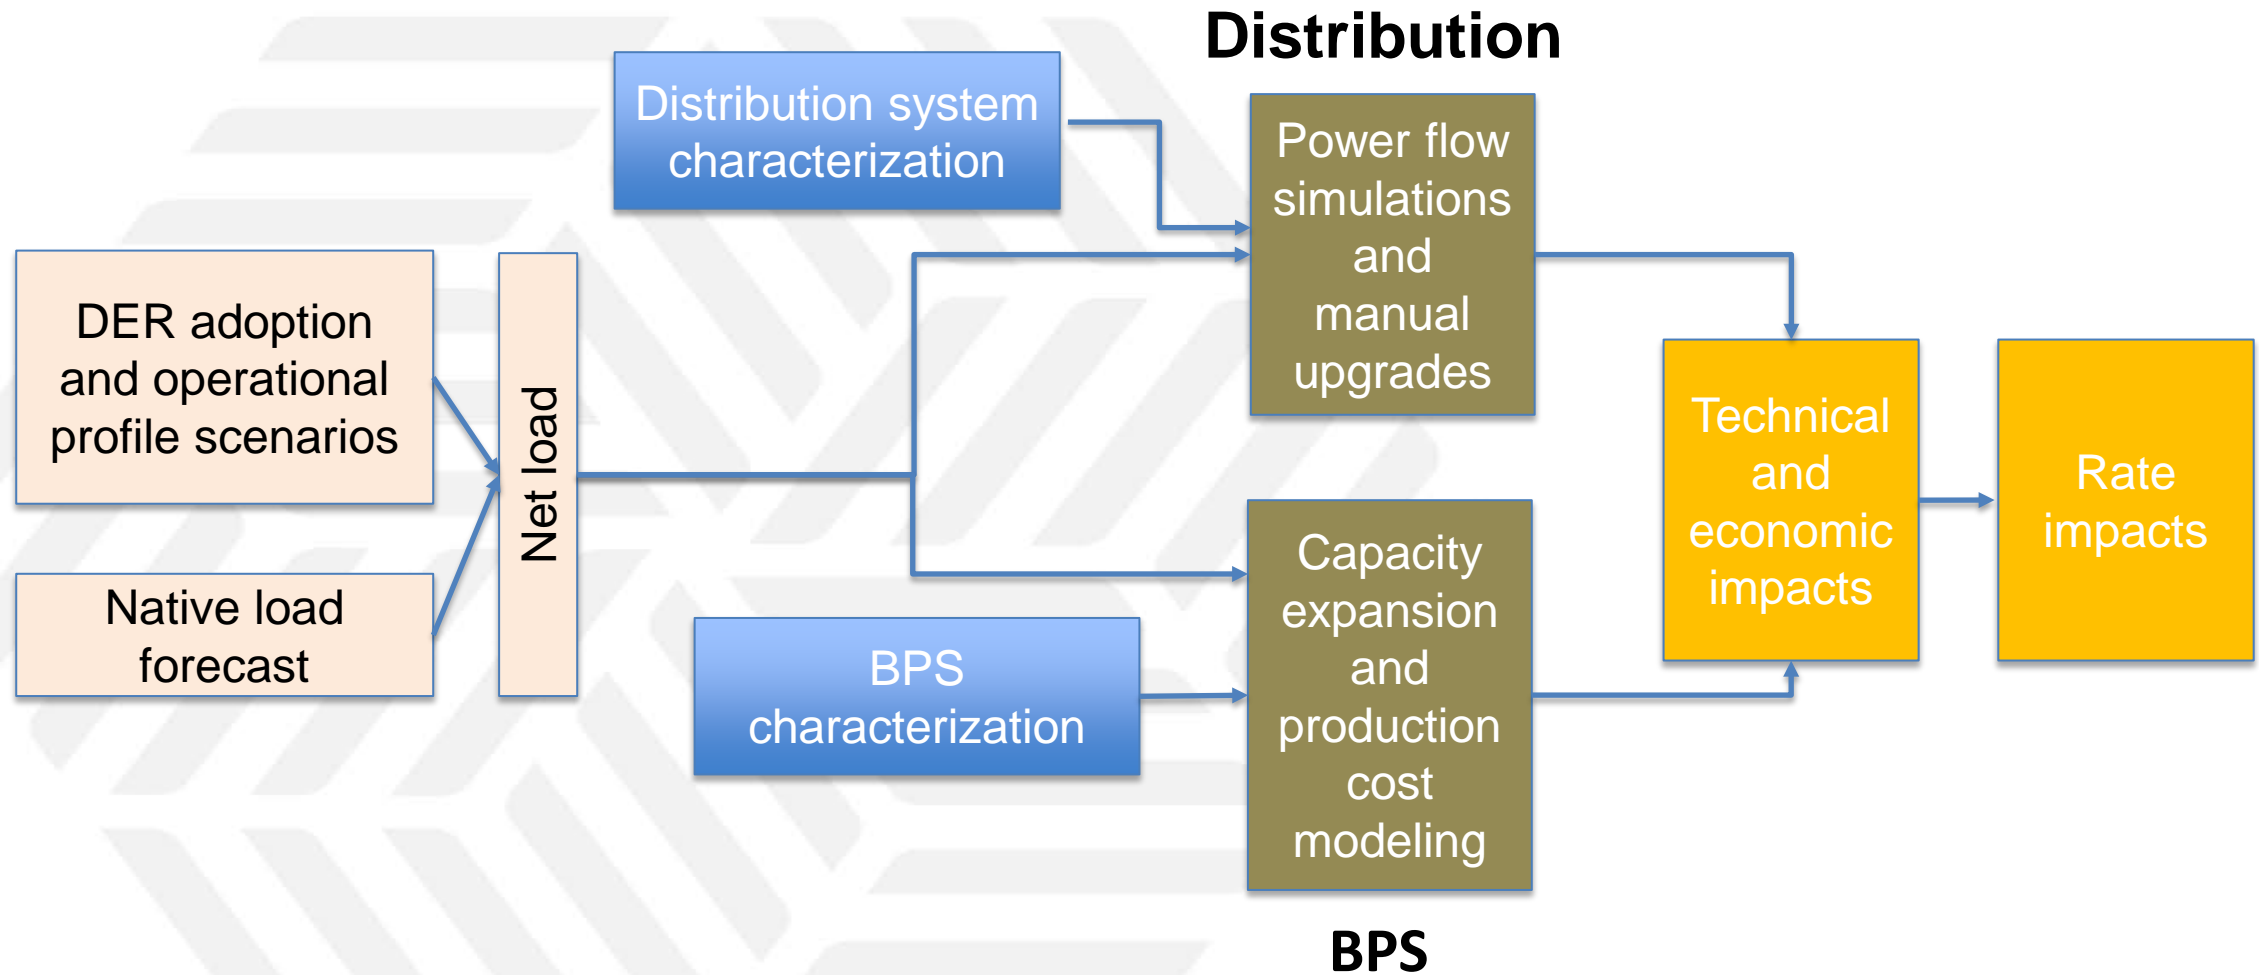 Distribution
Distribution system
characterization
Power flow
simulations
and
manual
upgrades
DER adoption
and operational
profile scenarios
Net load
Native load
forecast
BPS
characterization
Capacity
expansion
and
production
cost
modeling
Technical
and
economic
impacts
Rate
impacts
BPS